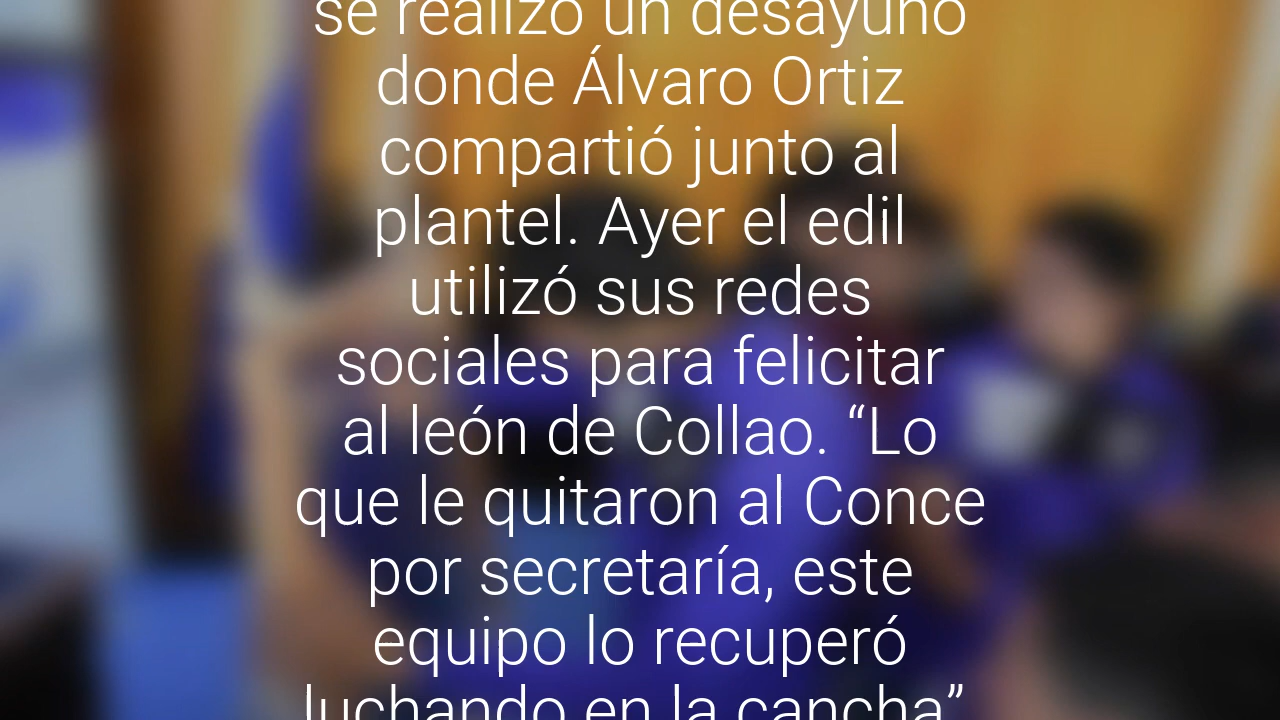 se realizó un desayuno
donde Álvaro Ortiz
compartió junto al
plantel. Ayer el edil
utilizó sus redes
sociales para felicitar
al león de Collao. “Lo
que le quitaron al Conce
por secretaría, este
equipo lo recuperó
luchando en la cancha”